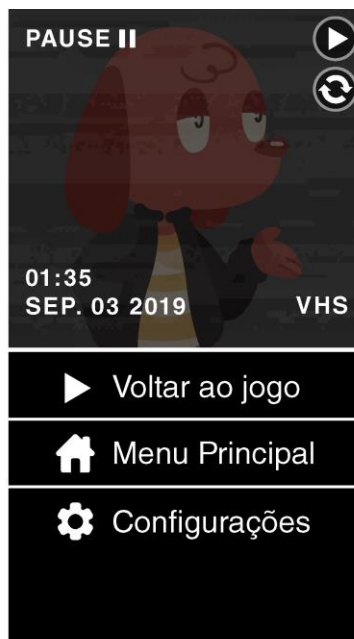 PAUSE
01:35
SEP. 03 2019
VHS
Voltar ao jogo
Menu Principal
Configurações